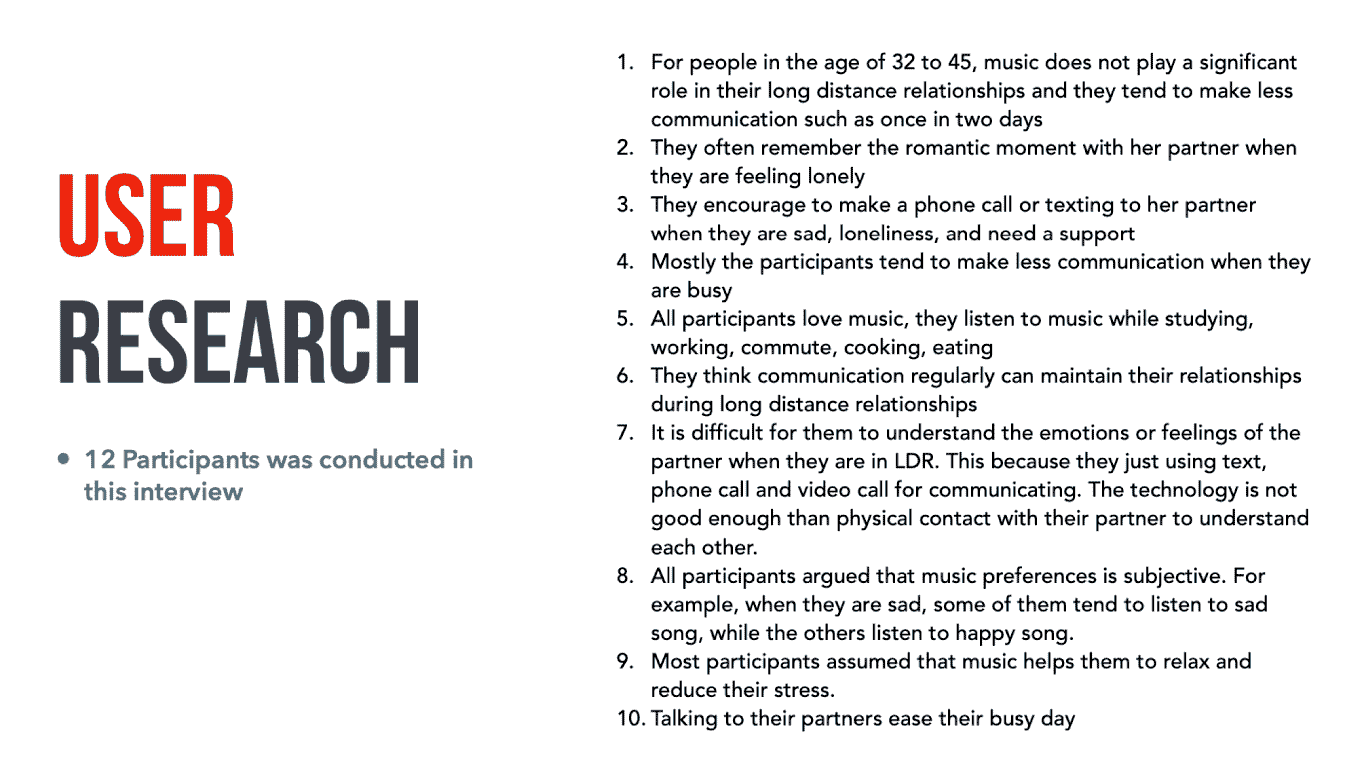 USER
RESEARCH
• 12 Participants was conducted in
this interview
1. For people in the age of 32 to 45, music does not play a significant
role in their long distance relationships and they tend to make less
communication such as once in two days
2. They often remember the romantic moment with her partner when
they are feeling lonely
3. They encourage to make a phone call or texting to her partner
when they are sad, loneliness, and need a support
4. Mostly the participants tend to make less communication when they
are busy
5. All participants love music, they listen to music while studying,
working, commute, cooking, eating
6. They think communication regularly can maintain their relationships
during long distance relationships
7. It is difficult for them to understand the emotions or feelings of the
partner when they are in LDR. This because they just using text,
phone call and video call for communicating. The technology is not
good enough than physical contact with their partner to understand
each other.
8. All participants argued that music preferences is subjective. For
example, when they are sad, some of them tend to listen to sad
song, while the others listen to happy song.
9. Most participants assumed that music helps them to relax and
reduce their stress.
10. Talking to their partners ease their busy day